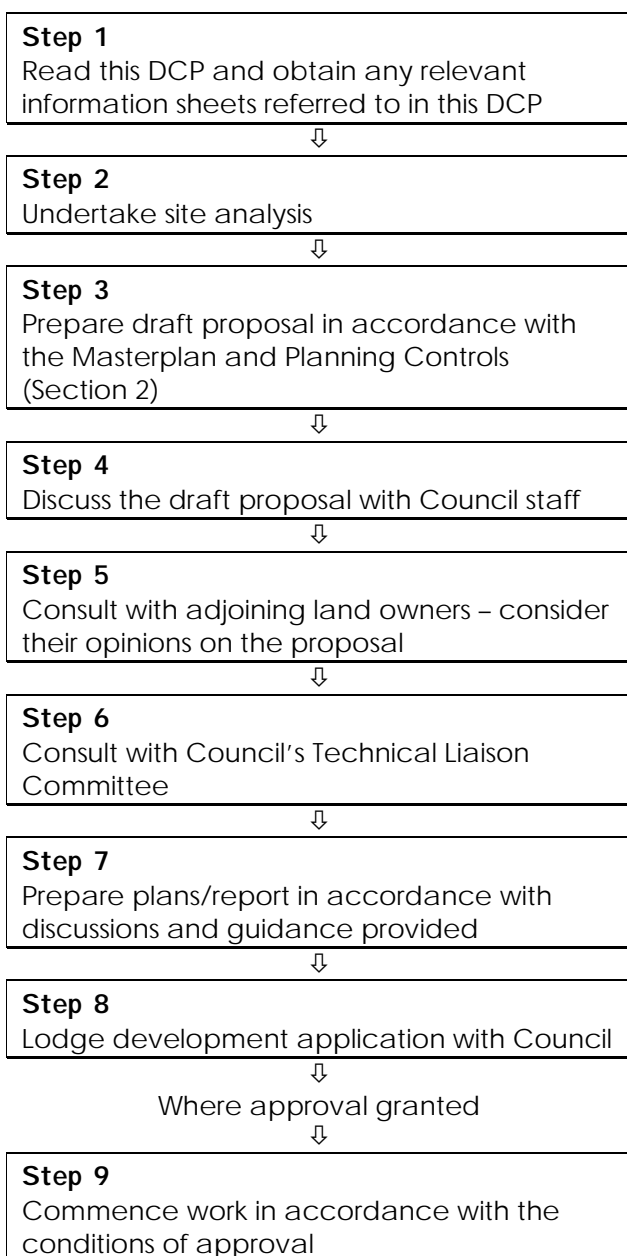 Step 1
Read this DCP and obtain any relevant
information sheets referred to in this DCP
⇩
Step 2
Undertake site analysis
⇩
Step 3
Prepare draft proposal in accordance with
the Masterplan and Planning Controls
(Section 2)
⇩
Step 4
Discuss the draft proposal with Council staff
⇩
Step 5
Consult with adjoining land owners – consider
their opinions on the proposal
⇩
Step 6
Consult with Council's Technical Liaison
Committee
⇩
Step 7
Prepare plans/report in accordance with
discussions and guidance provided
⇩
Step 8
Lodge development application with Council
⇩
Where approval granted
⇩
Step 9
Commence work in accordance with the
conditions of approval